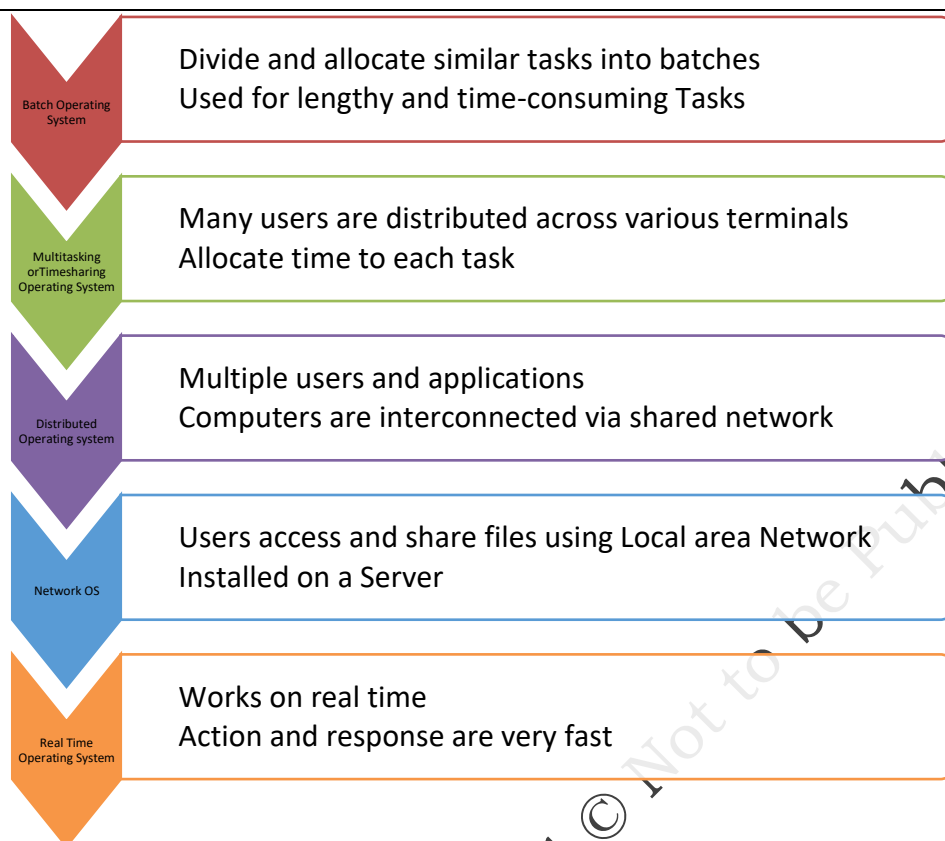 Batch Operating
System
Divide and allocate similar tasks into batches
Used for lengthy and time-consuming Tasks
Multitasking
orTimesharing
Operating System
Many users are distributed across various terminals
Allocate time to each task
Distributed
Operating system
Multiple users and applications
Computers are interconnected via shared network
Network OS
Users access and share files using Local area Network
Installed on a Server
Real Time
Operating System
Works on real time
Action and response are very fast
© Not to be